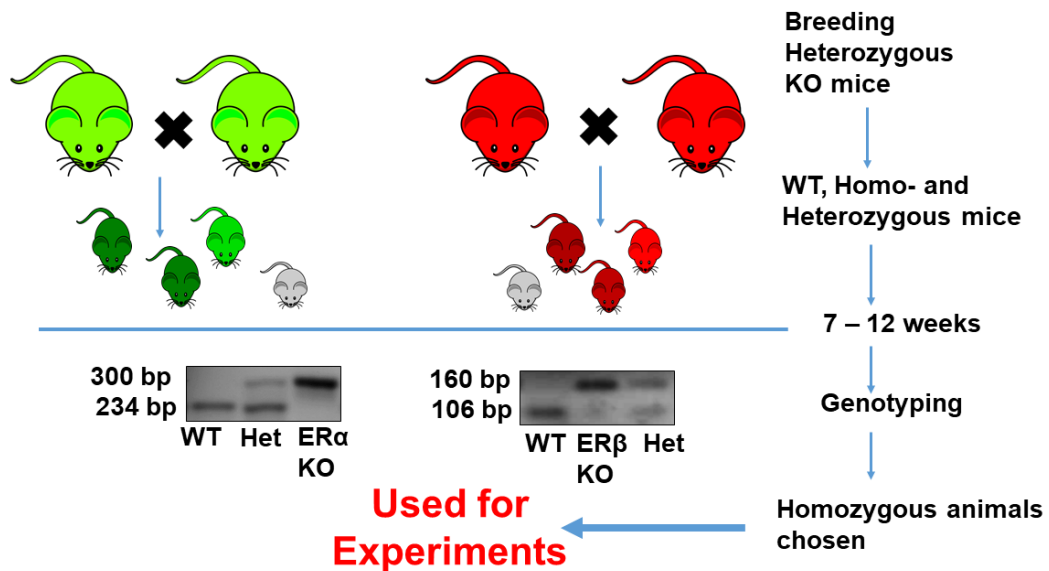 Breeding
Heterozygous
KO mice
WT, Homo- and
Heterozygous mice
7 – 12 weeks
Genotyping
Homozygous animals
chosen
300 bp
234 bp
WT Het ERα
KO
160 bp
106 bp
WT ERβ Het
KO
Used for
Experiments